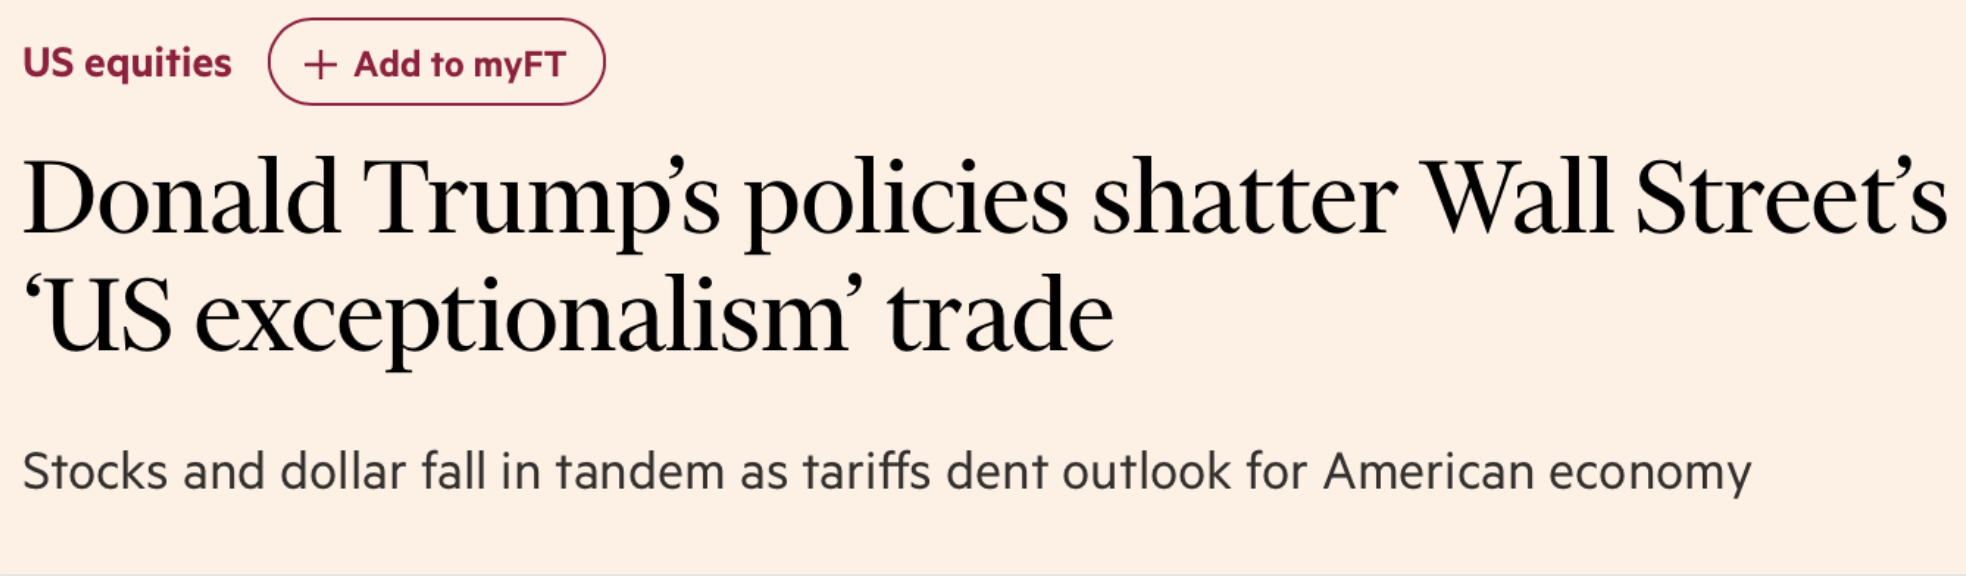 US equities
+ Add to myFT
Donald Trump’s policies shatter Wall Street’s
‘US exceptionalism’ trade
Stocks and dollar fall in tandem as tariffs dent outlook for American economy